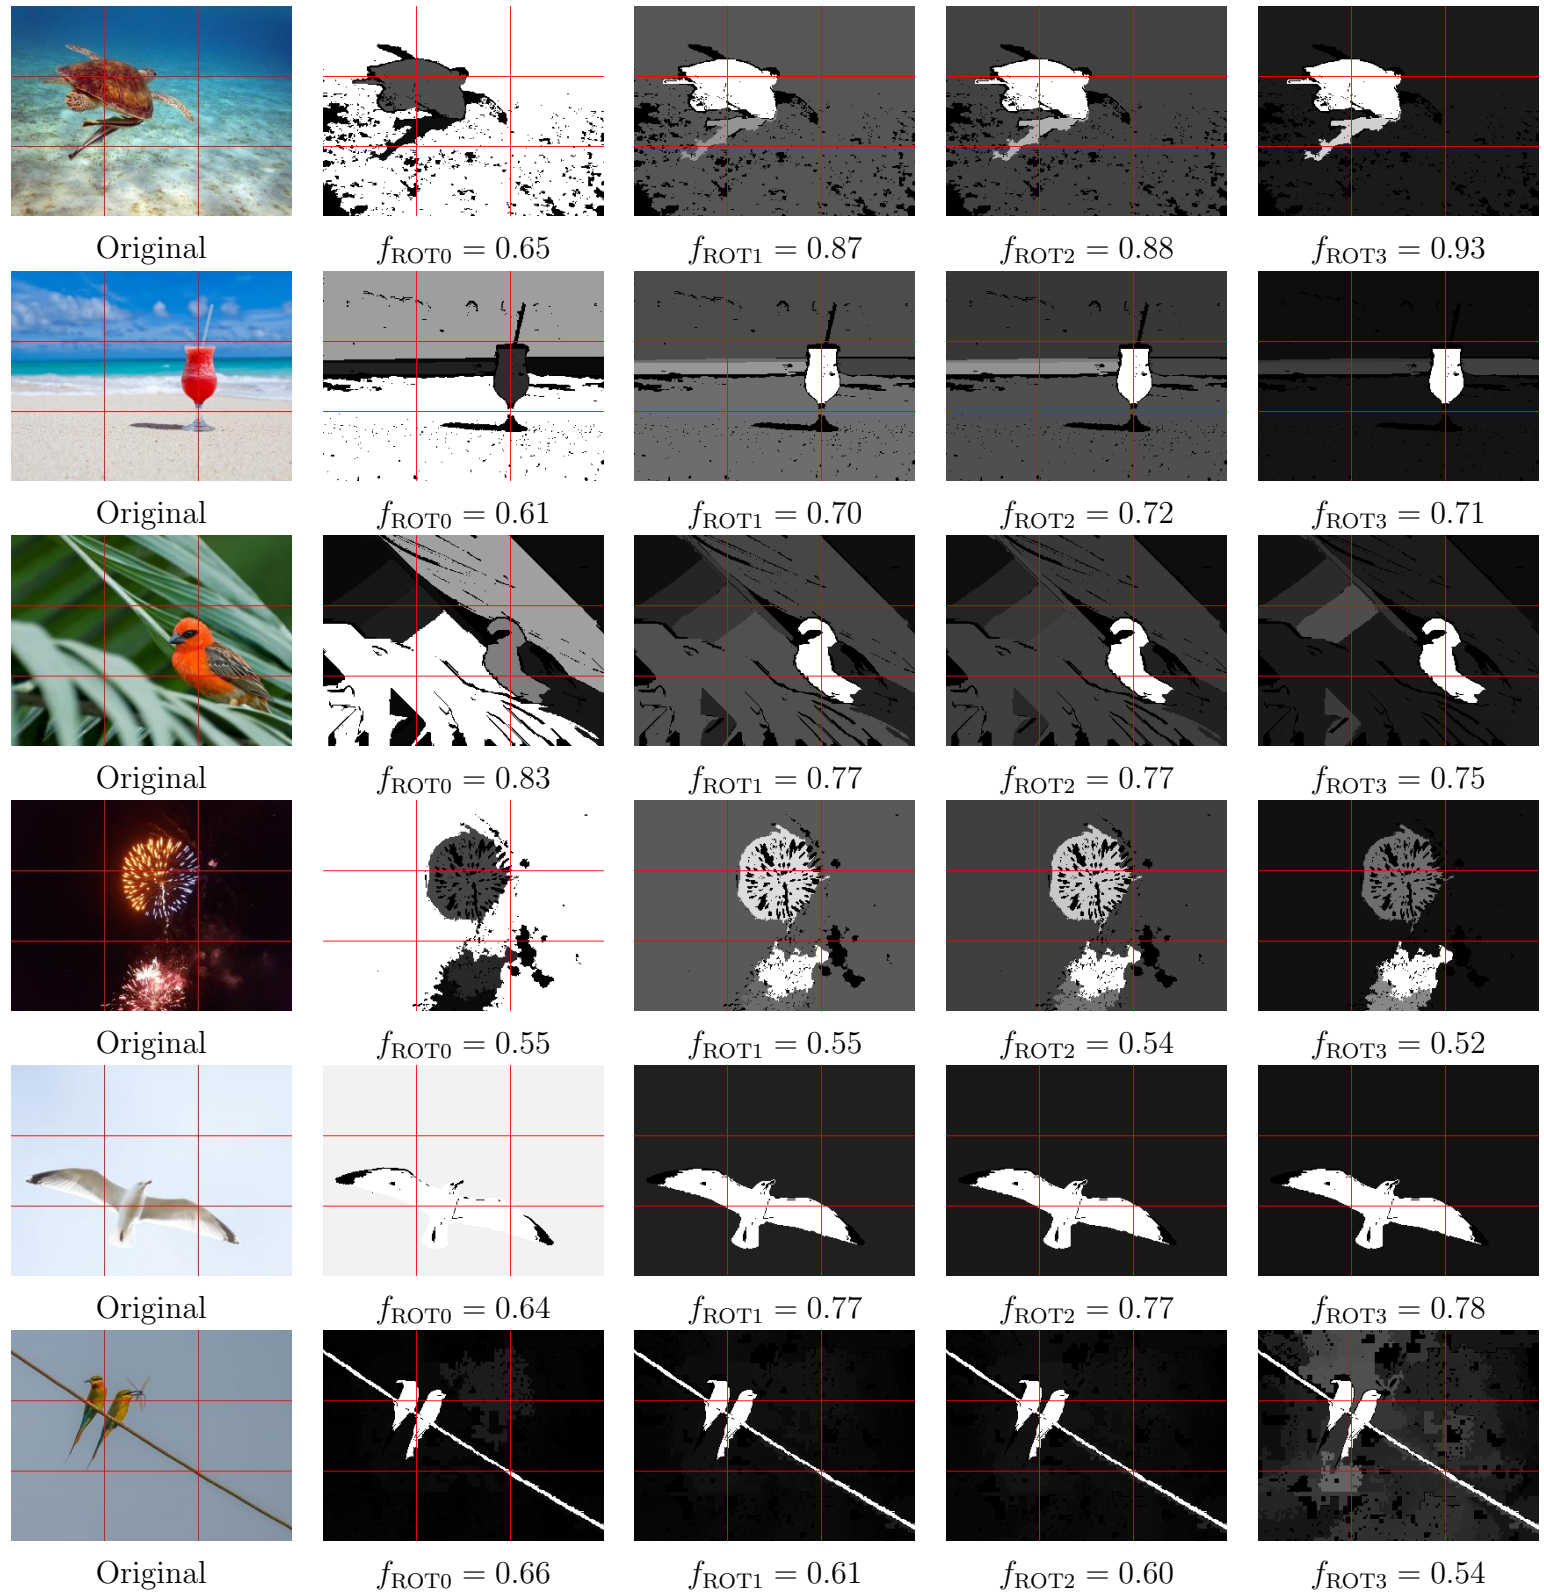 Original f_ROT0 = 0.65 f_ROT1 = 0.87 f_ROT2 = 0.88 f_ROT3 = 0.93
Original f_ROT0 = 0.61 f_ROT1 = 0.70 f_ROT2 = 0.72 f_ROT3 = 0.71
Original f_ROT0 = 0.83 f_ROT1 = 0.77 f_ROT2 = 0.77 f_ROT3 = 0.75
Original f_ROT0 = 0.55 f_ROT1 = 0.55 f_ROT2 = 0.54 f_ROT3 = 0.52
Original f_ROT0 = 0.64 f_ROT1 = 0.77 f_ROT2 = 0.77 f_ROT3 = 0.78
Original f_ROT0 = 0.66 f_ROT1 = 0.61 f_ROT2 = 0.60 f_ROT3 = 0.54